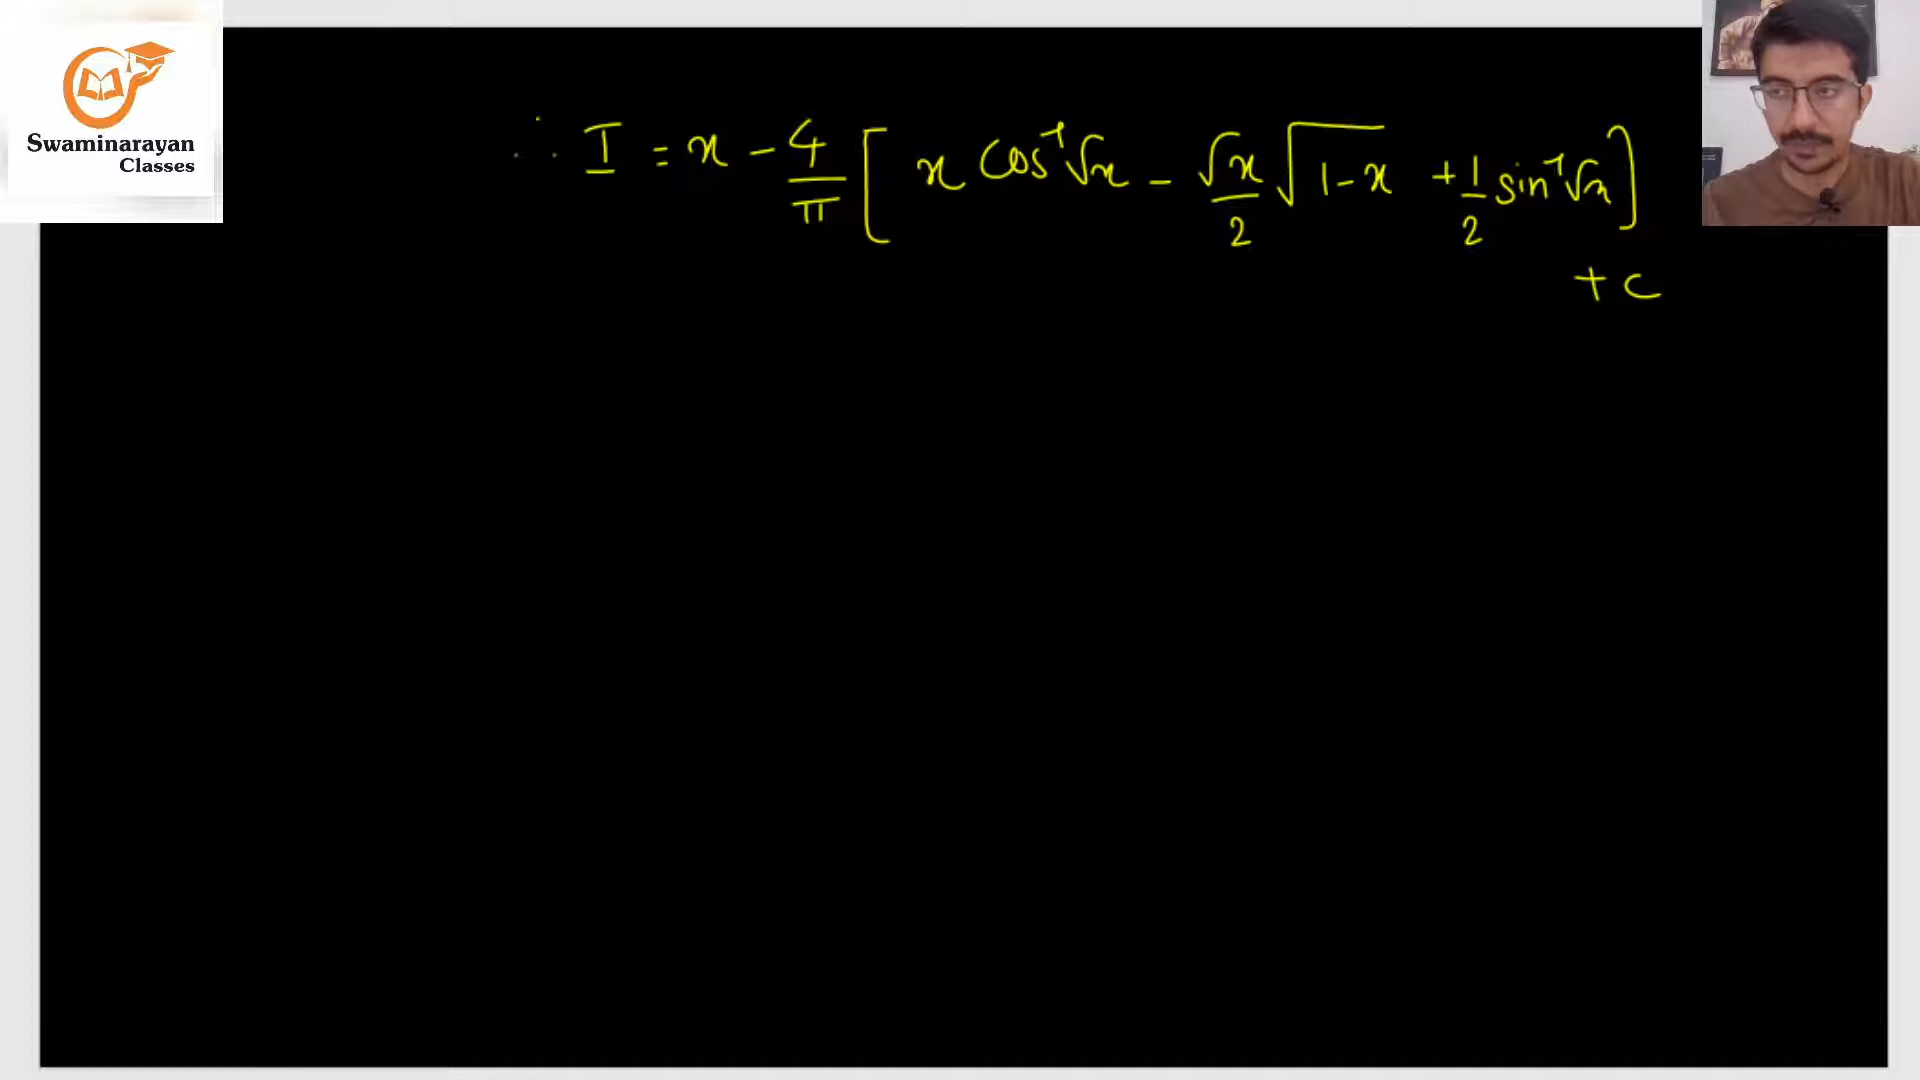 Swaminarayan
Classes
∴ I = x - 4/π [ x cos⁻¹√x - √x/2 √(1-x) + 1/2 sin⁻¹√x ]
+ c